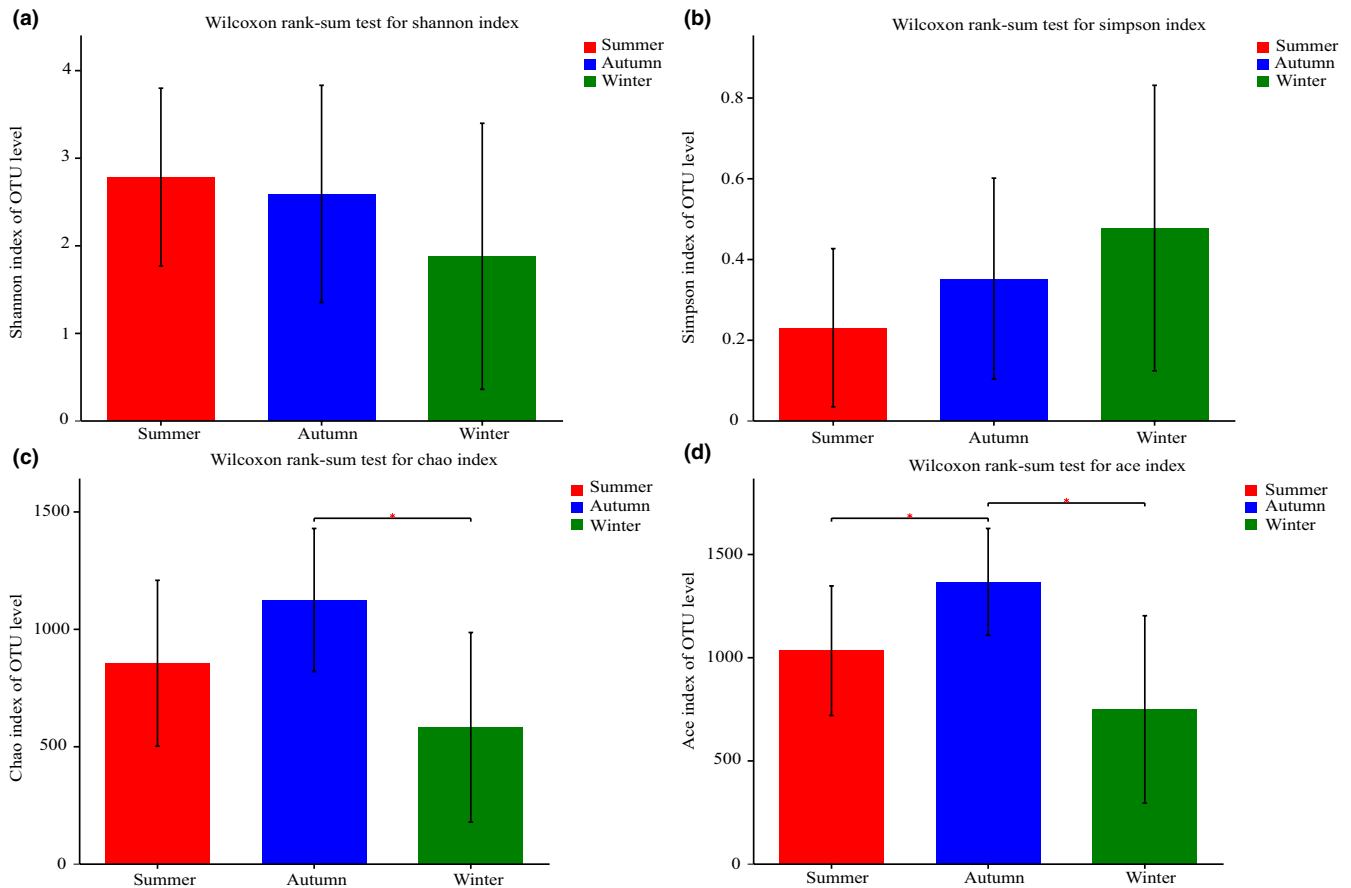 (a)
Wilcoxon rank-sum test for shannon index
Summer
Autumn
Winter
Shannon index of OTU level
4
3
2
1
0
Summer Autumn Winter
(b)
Wilcoxon rank-sum test for simpson index
Summer
Autumn
Winter
Simpson index of OTU level
0.8
0.6
0.4
0.2
0
Summer Autumn Winter
(c)
Wilcoxon rank-sum test for chao index
Summer
Autumn
Winter
*
Chao index of OTU level
1500
1000
500
0
Summer Autumn Winter
(d)
Wilcoxon rank-sum test for ace index
Summer
Autumn
Winter
* *
Ace index of OTU level
1500
1000
500
0
Summer Autumn Winter